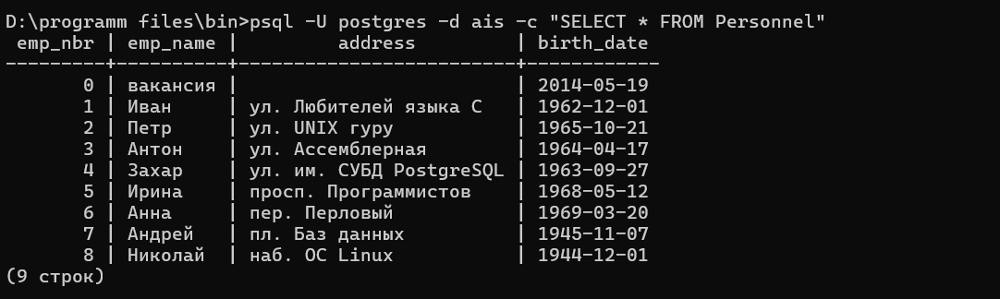 D:\programm files\bin>psql -U postgres -d ais -c "SELECT * FROM Personnel"
 emp_nbr | emp_name |         address         | birth_date
---------+----------+-------------------------+------------
       0 | вакансия |                         | 2014-05-19
       1 | Иван     | ул. Любителей языка C   | 1962-12-01
       2 | Петр     | ул. UNIX гуру           | 1965-10-21
       3 | Антон    | ул. Ассемблерная        | 1964-04-17
       4 | Захар    | ул. им. СУБД PostgreSQL | 1963-09-27
       5 | Ирина    | просп. Программистов    | 1968-05-12
       6 | Анна     | пер. Перловый           | 1969-03-20
       7 | Андрей   | пл. Баз данных          | 1945-11-07
       8 | Николай  | наб. ОС Linux           | 1944-12-01
(9 строк)